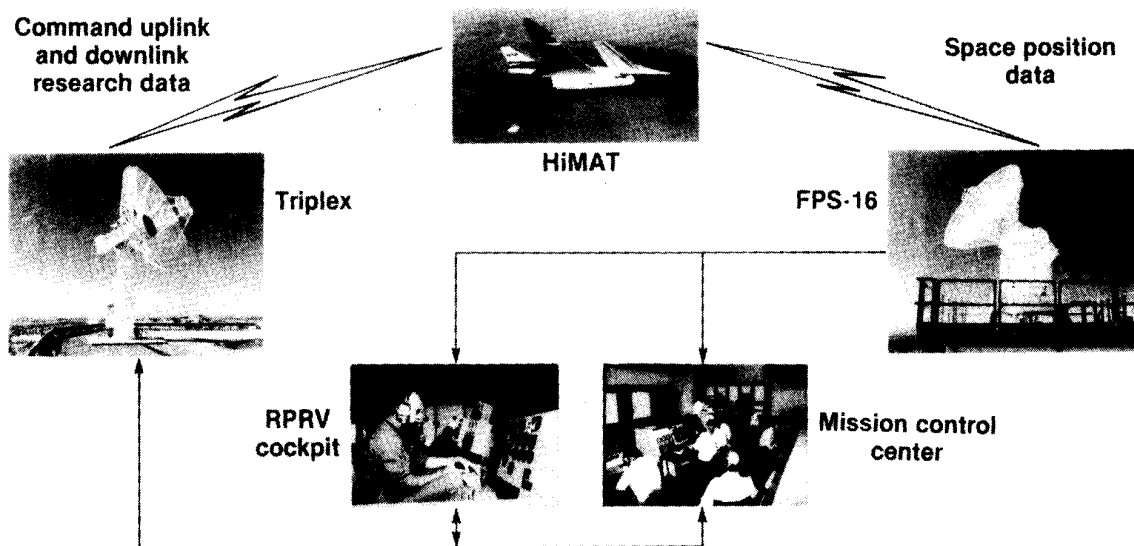 Command uplink
and downlink
research data
Space position
data
HiMAT
Triplex
FPS-16
RPRV
cockpit
Mission control
center